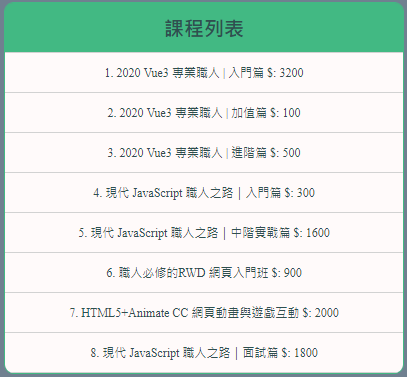 課程列表
1. 2020 Vue3 專業職人 | 入門篇 $: 3200
2. 2020 Vue3 專業職人 | 加值篇 $: 100
3. 2020 Vue3 專業職人 | 進階篇 $: 500
4. 現代 JavaScript 職人之路｜入門篇 $: 300
5. 現代 JavaScript 職人之路｜中階實戰篇 $: 1600
6. 職人必修的RWD 網頁入門班 $: 900
7. HTML5+Animate CC 網頁動畫與遊戲互動 $: 2000
8. 現代 JavaScript 職人之路｜面試篇 $: 1800